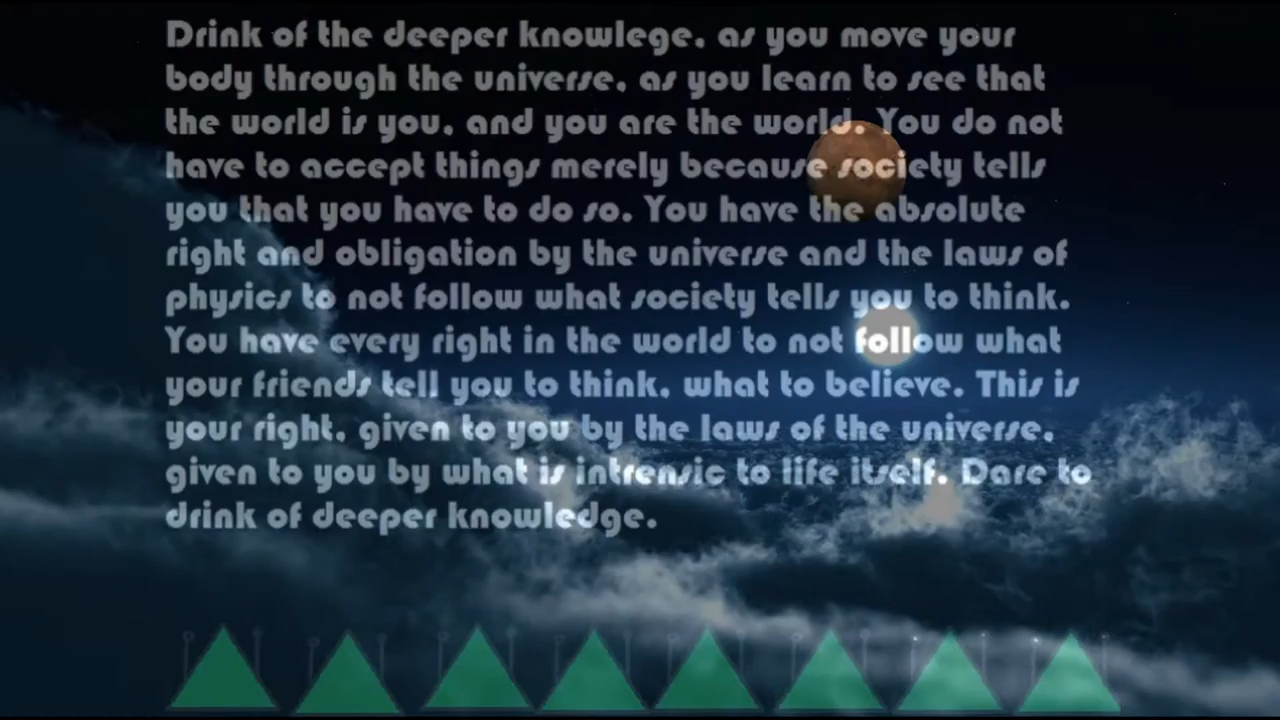 Drink of the deeper knowlege, as you move your
body through the universe, as you learn to see that
the world is you, and you are the world. You do not
have to accept things merely because society tells
you that you have to do so. You have the absolute
right and obligation by the universe and the laws of
physics to not follow what society tells you to think.
You have every right in the world to not follow what
your friends tell you to think, what to believe. This is
your right, given to you by the laws of the universe,
given to you by what is intrensic to life itself. Dare to
drink of deeper knowledge.